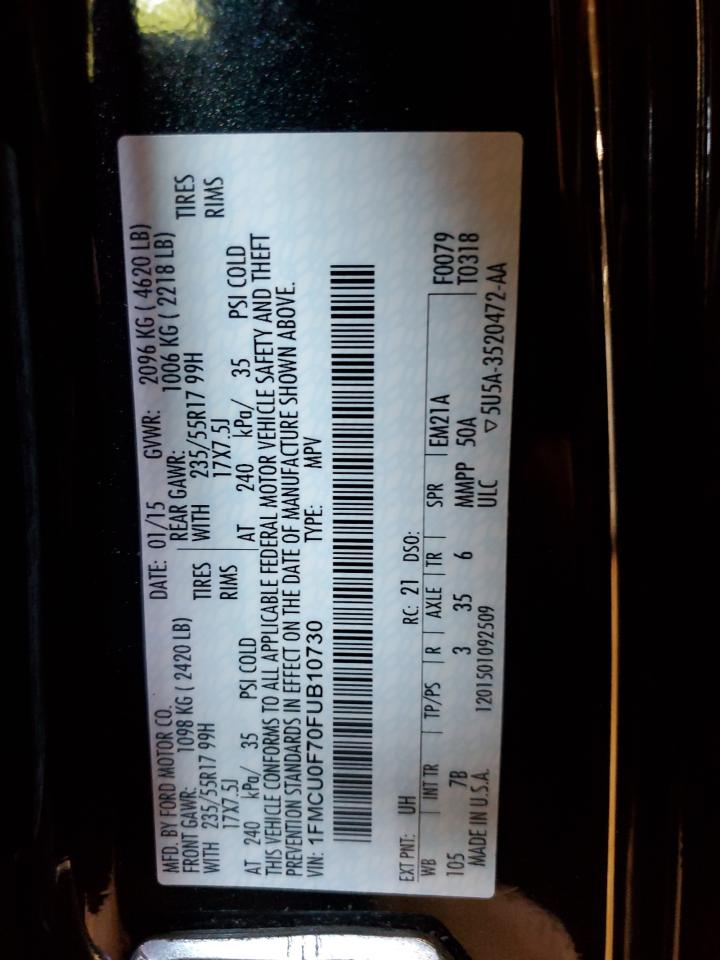 MFD. BY FORD MOTOR CO.
DATE: 01/15 GVWR: 2096 KG ( 4620 LB)
FRONT GAWR: 1098 KG ( 2420 LB) REAR GAWR: 1006 KG ( 2218 LB)
WITH 235/55R17 99H TIRES WITH 235/55R17 99H TIRES
17X7.5J RIMS 17X7.5J RIMS
AT 240 kPa/ 35 PSI COLD AT 240 kPa/ 35 PSI COLD
THIS VEHICLE CONFORMS TO ALL APPLICABLE FEDERAL MOTOR VEHICLE SAFETY AND THEFT
PREVENTION STANDARDS IN EFFECT ON THE DATE OF MANUFACTURE SHOWN ABOVE.
VIN: 1FMCU0F70FUB10730 TYPE: MPV
EXT PNT: UH RC: 21 DSO: F0079
WB INT TR TP/PS R AXLE TR SPR EM21A T0318
105 7B 3 35 6 MMPP 50A
MADE IN U.S.A. 1201501092509 ULC ▽5U5A-3520472-AA